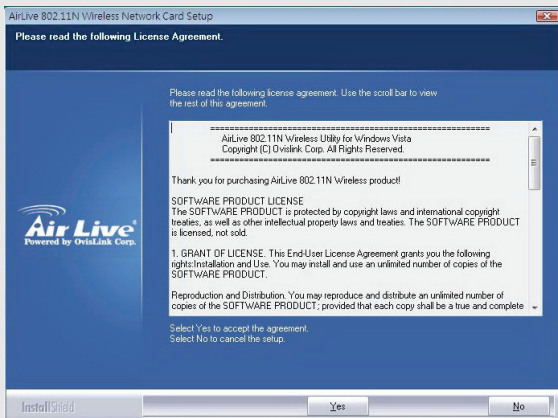 AirLive 802.11N Wireless Network Card Setup
Please read the following License Agreement.
Please read the following license agreement. Use the scroll bar to view
the rest of this agreement.
================================================================
AirLive 802.11N Wireless Utility for Windows Vista
Copyright (C) Ovislink Corp. All Rights Reserved.
================================================================
Thank you for purchasing AirLive 802.11N Wireless product!
SOFTWARE PRODUCT LICENSE
The SOFTWARE PRODUCT is protected by copyright laws and international copyright
treaties, as well as other intellectual property laws and treaties. The SOFTWARE PRODUCT
is licensed, not sold.
1. GRANT OF LICENSE. This End-User License Agreement grants you the following
rights:Installation and Use. You may install and use an unlimited number of copies of the
SOFTWARE PRODUCT.
Reproduction and Distribution. You may reproduce and distribute an unlimited number of
copies of the SOFTWARE PRODUCT; provided that each copy shall be a true and complete
Air Live®
Powered by OvisLink Corp.
Select Yes to accept the agreement.
Select No to cancel the setup.
InstallShield
Yes
No